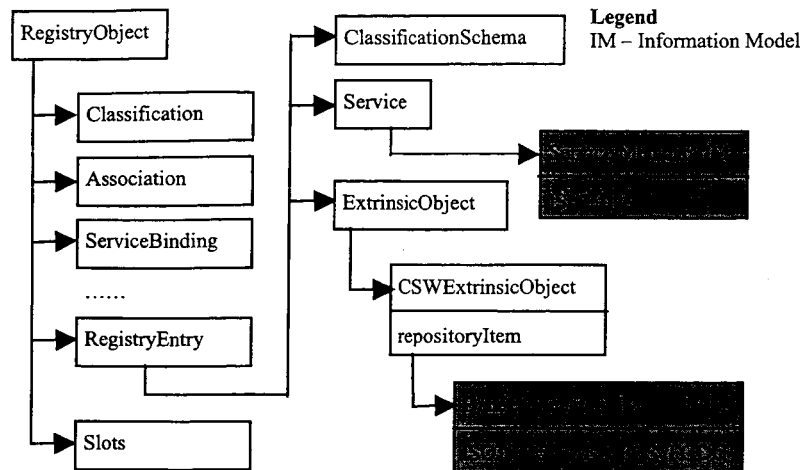 RegistryObject
Classification
Association
ServiceBinding
......
RegistryEntry
Slots
ClassificationSchema
Service
ExtrinsicObject
CSWExtrinsicObject
repositoryItem
Legend
IM – Information Model